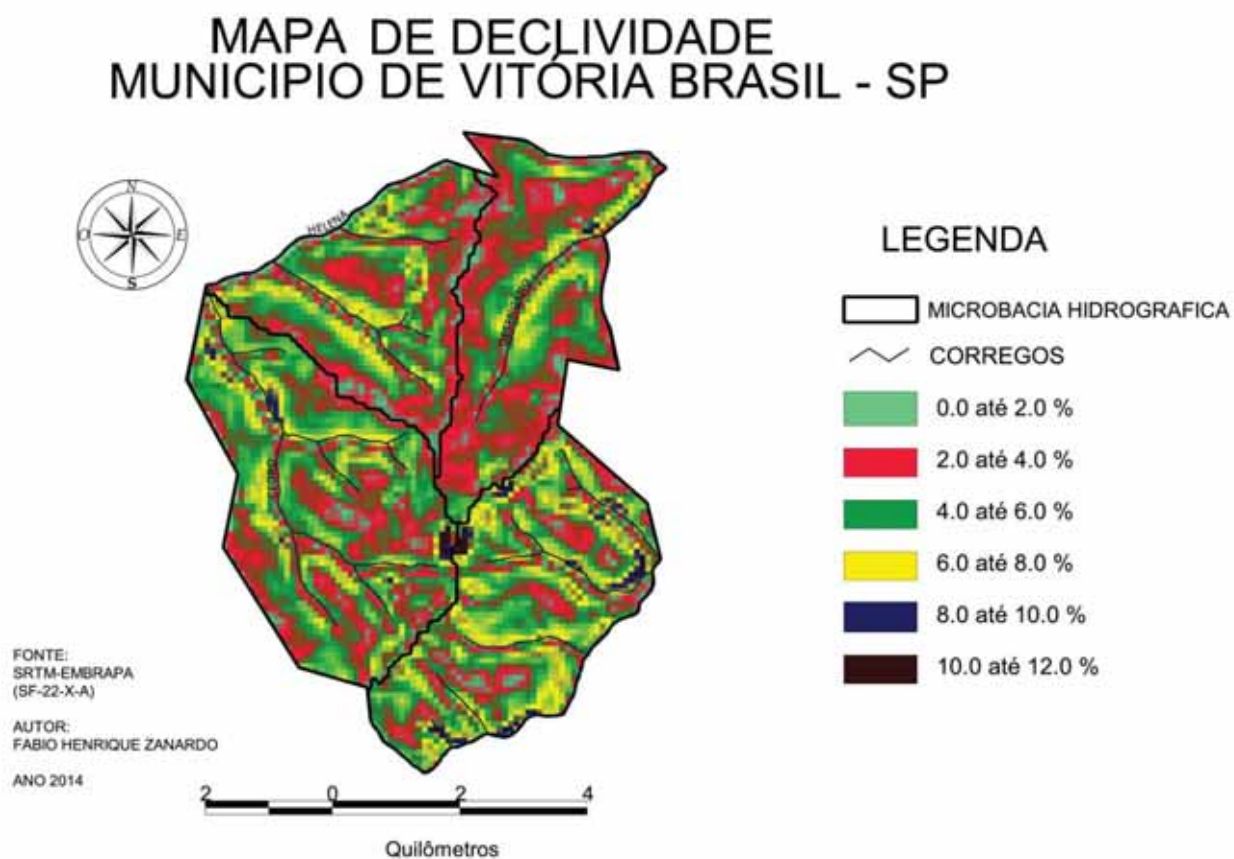 MAPA DE DECLIVIDADE
MUNICIPIO DE VITÓRIA BRASIL - SP
N
O
E
S
HELENA
LOBO
LEGENDA
MICROBACIA HIDROGRAFICA
CORREGOS
0.0 até 2.0 %
2.0 até 4.0 %
4.0 até 6.0 %
6.0 até 8.0 %
8.0 até 10.0 %
10.0 até 12.0 %
FONTE:
SRTM-EMBRAPA
(SF-22-X-A)
AUTOR:
FABIO HENRIQUE ZANARDO
ANO 2014
2 0 2 4
Quilômetros